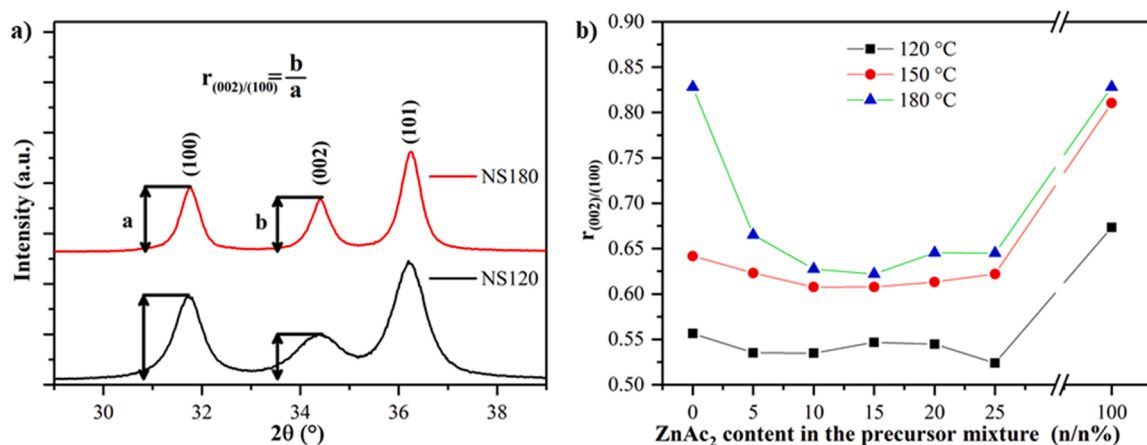 a)
r(002)/(100)= b/a
(100)
(002)
(101)
NS180
NS120
a
b
Intensity (a.u.)
30 32 34 36 38
2θ (°)
b)
120 °C
150 °C
180 °C
0.90
0.85
0.80
0.75
0.70
0.65
0.60
0.55
0.50
r(002)/(100)
0 5 10 15 20 25 100
ZnAc2 content in the precursor mixture (n/n%)